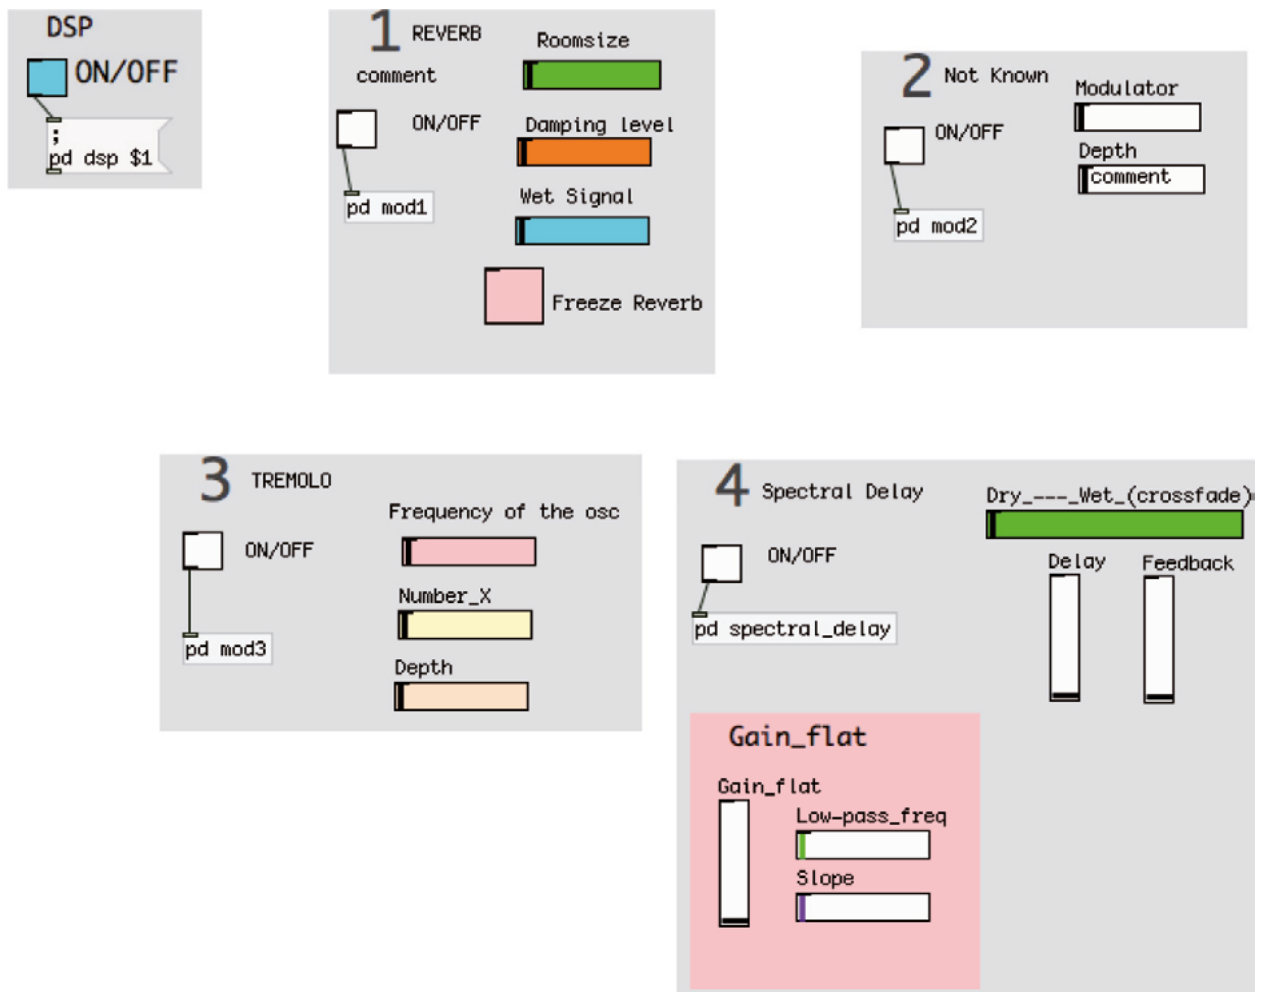 DSP
ON/OFF
;
pd dsp $1
1 REVERB
comment
ON/OFF
pd mod1
Roomsize
Damping level
Wet Signal
Freeze Reverb
2 Not Known
ON/OFF
pd mod2
Modulator
Depth
comment
3 TREMOLO
ON/OFF
pd mod3
Frequency of the osc
Number_X
Depth
4 Spectral Delay
ON/OFF
pd spectral_delay
Dry_---_Wet_(crossfade)
Delay
Feedback
Gain_flat
Gain_flat
Low-pass_freq
Slope